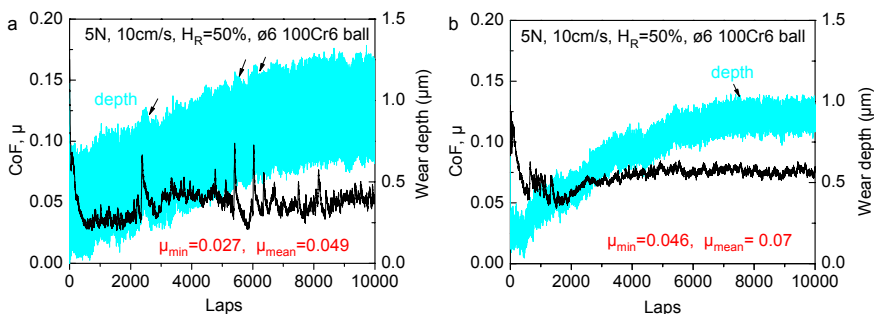 a
5N, 10cm/s, H_R=50%, ø6 100Cr6 ball
depth
μ_min=0.027, μ_mean=0.049
CoF, μ
0.20
0.15
0.10
0.05
0.00
Wear depth (μm)
1.5
1.0
0.5
0.0
0 2000 4000 6000 8000 10000
Laps
b
5N, 10cm/s, H_R=50%, ø6 100Cr6 ball
depth
μ_min=0.046, μ_mean= 0.07
CoF, μ
0.20
0.15
0.10
0.05
0.00
Wear depth (μm)
1.5
1.0
0.5
0.0
0 2000 4000 6000 8000 10000
Laps